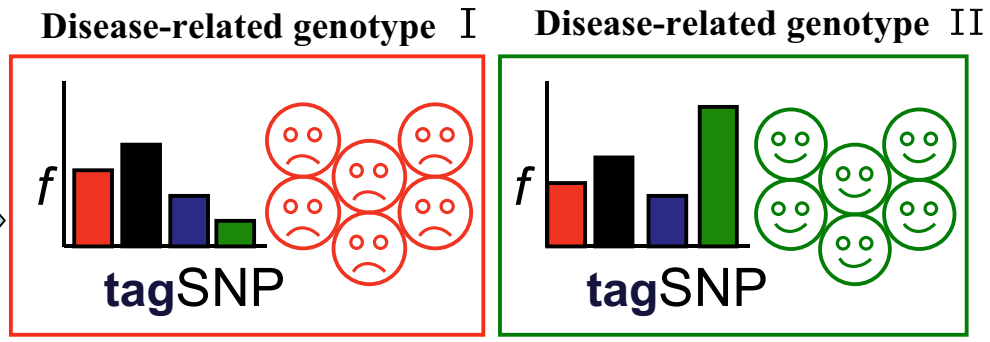 Disease-related genotype I
Disease-related genotype II
f
tagSNP
f
tagSNP